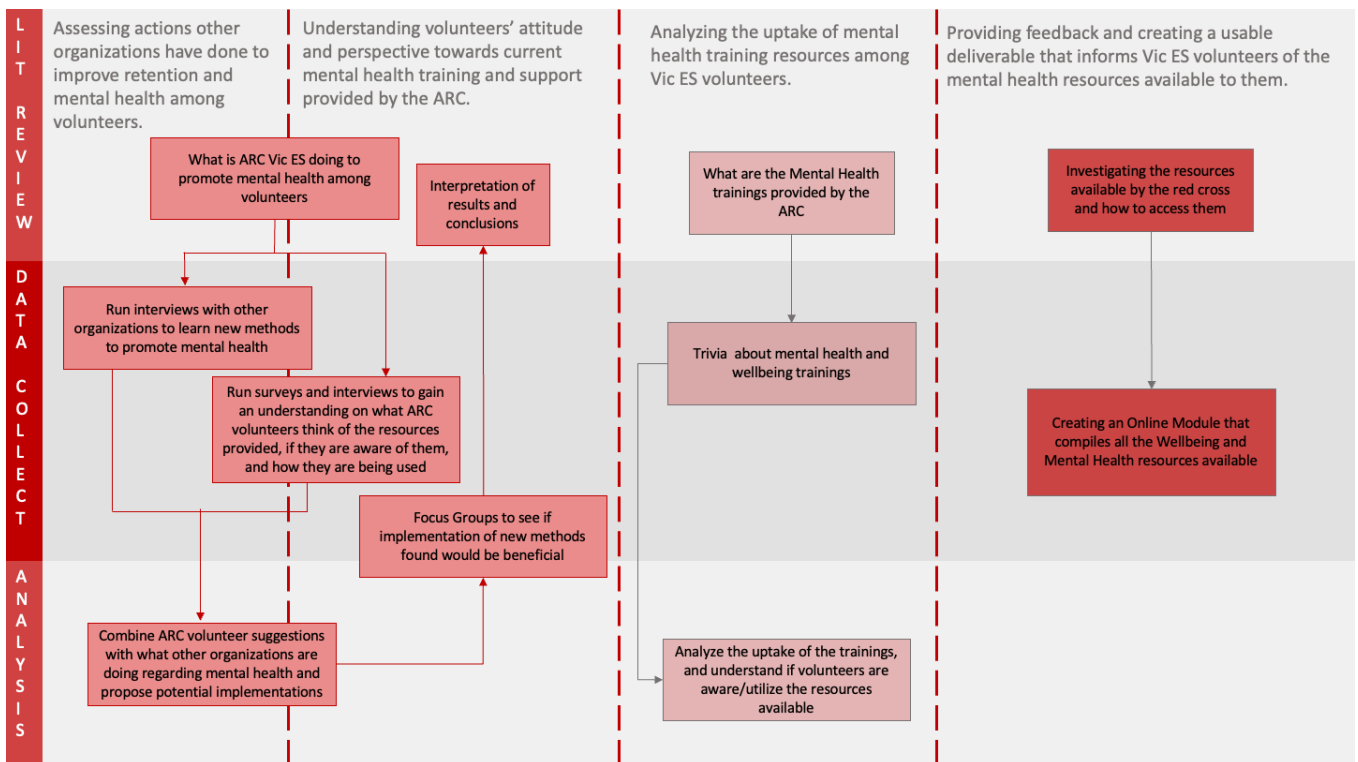 LIT REVIEW
Assessing actions other
organizations have done to
improve retention and
mental health among
volunteers.
Understanding volunteers’ attitude
and perspective towards current
mental health training and support
provided by the ARC.
Analyzing the uptake of mental
health training resources among
Vic ES volunteers.
Providing feedback and creating a usable
deliverable that informs Vic ES volunteers of the
mental health resources available to them.
What is ARC Vic ES doing to
promote mental health among
volunteers
Interpretation of
results and
conclusions
What are the Mental Health
trainings provided by the
ARC
Investigating the resources
available by the red cross
and how to access them
DATA COLLECT
Run interviews with other
organizations to learn new methods
to promote mental health
Run surveys and interviews to gain
an understanding on what ARC
volunteers think of the resources
provided, if they are aware of them,
and how they are being used
Focus Groups to see if
implementation of new methods
found would be beneficial
Trivia about mental health and
wellbeing trainings
Creating an Online Module that
compiles all the Wellbeing and
Mental Health resources available
ANALYSIS
Combine ARC volunteer suggestions
with what other organizations are
doing regarding mental health and
propose potential implementations
Analyze the uptake of the trainings,
and understand if volunteers are
aware/utilize the resources
available